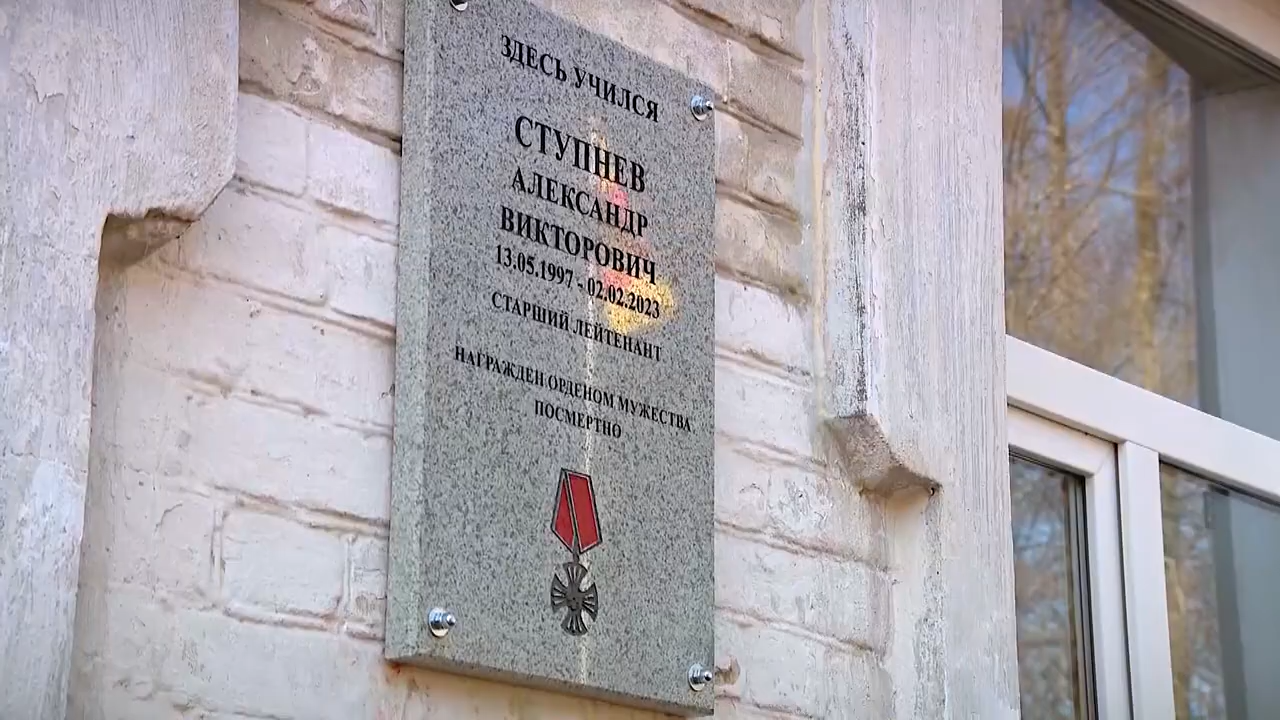 ЗДЕСЬ УЧИЛСЯ
СТУПНЕВ
АЛЕКСАНДР
ВИКТОРОВИЧ
13.05.1997 - 02.02.2023
СТАРШИЙ ЛЕЙТЕНАНТ
НАГРАЖДЕН ОРДЕНОМ МУЖЕСТВА
ПОСМЕРТНО